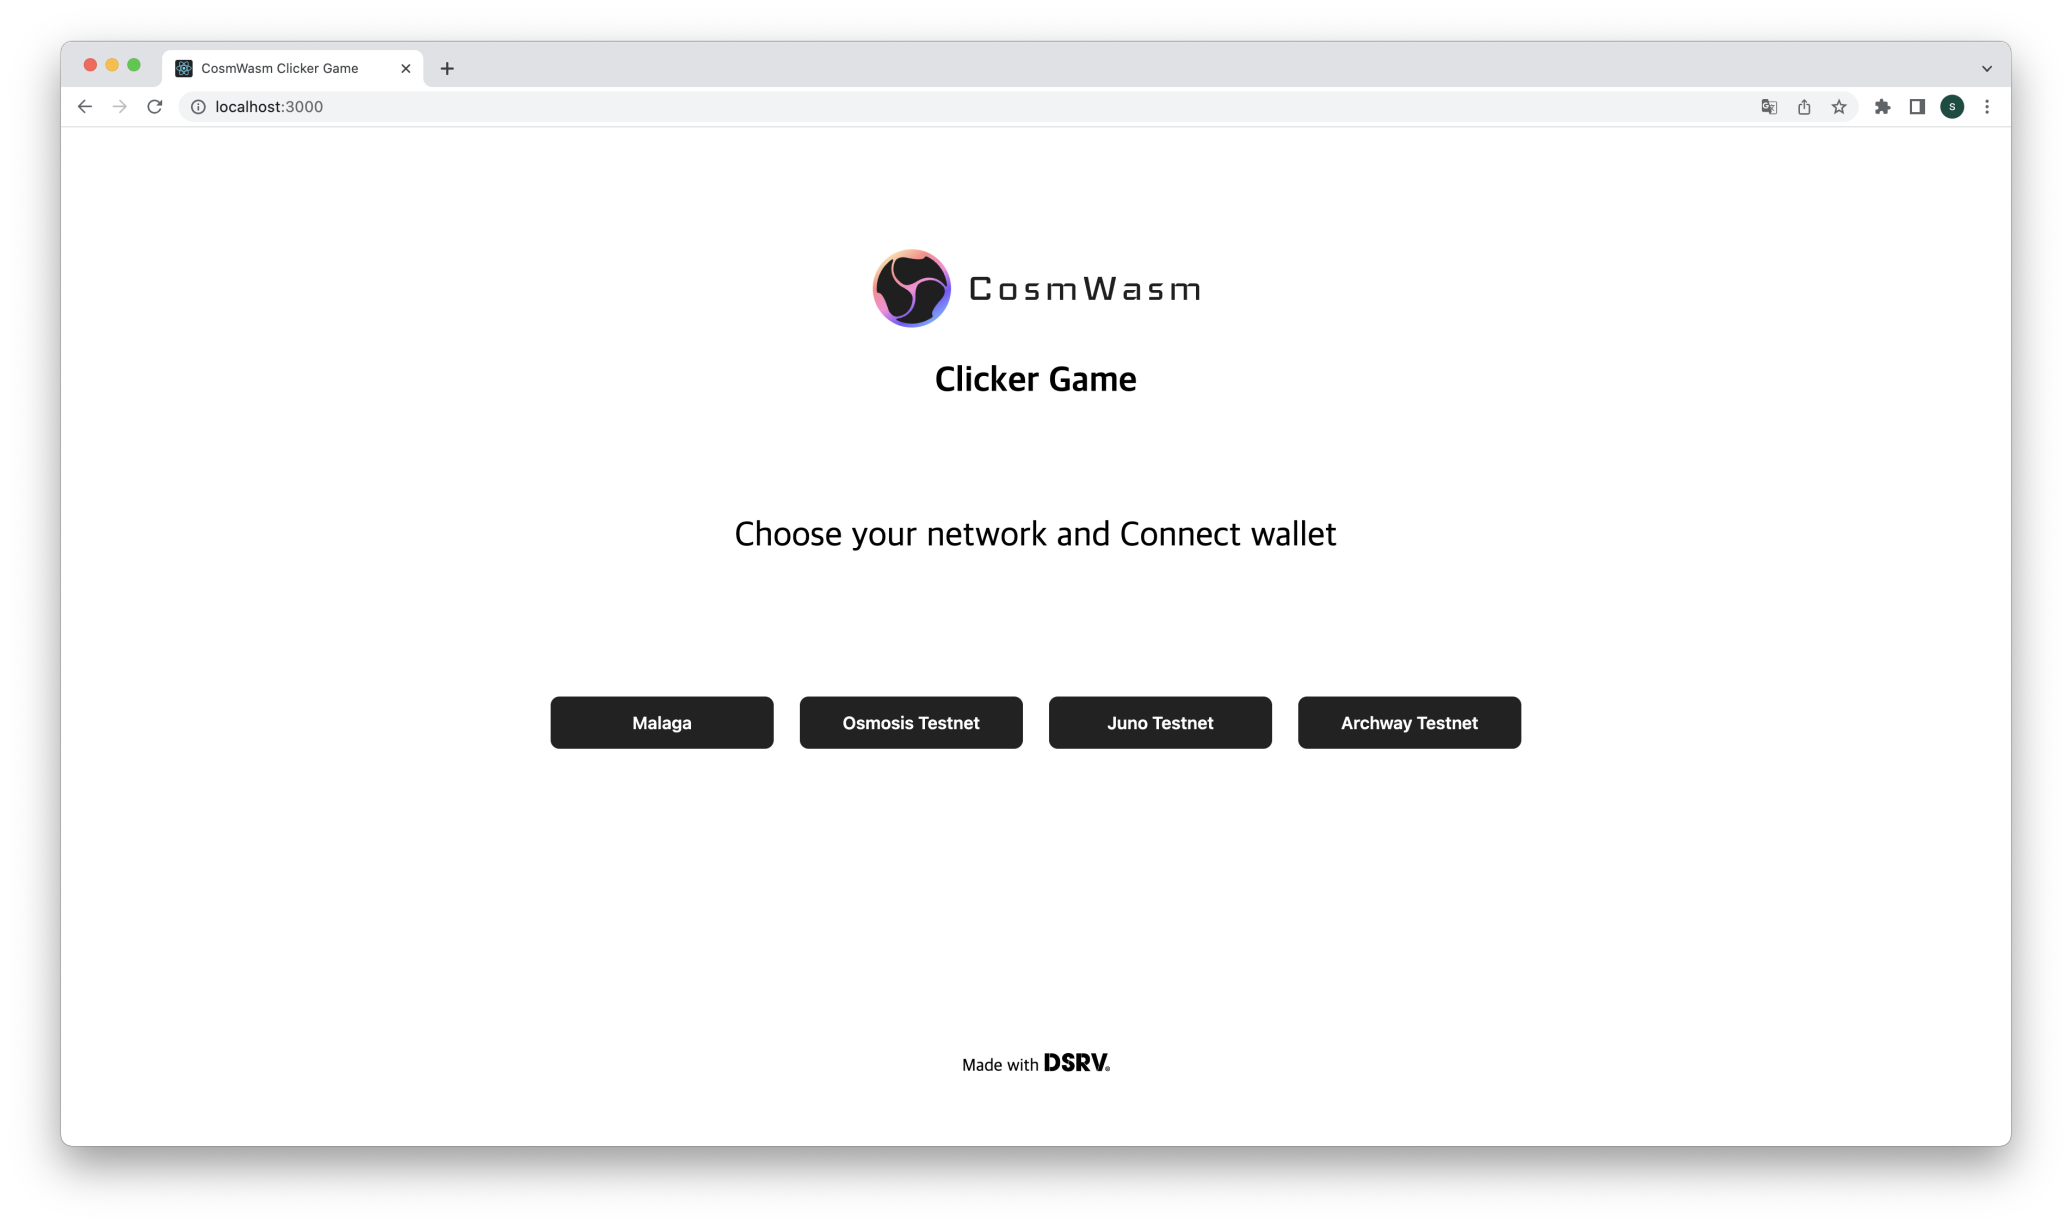 CosmWasm Clicker Game
localhost:3000
S
CosmWasm
Clicker Game
Choose your network and Connect wallet
Malaga
Osmosis Testnet
Juno Testnet
Archway Testnet
Made with DSRV